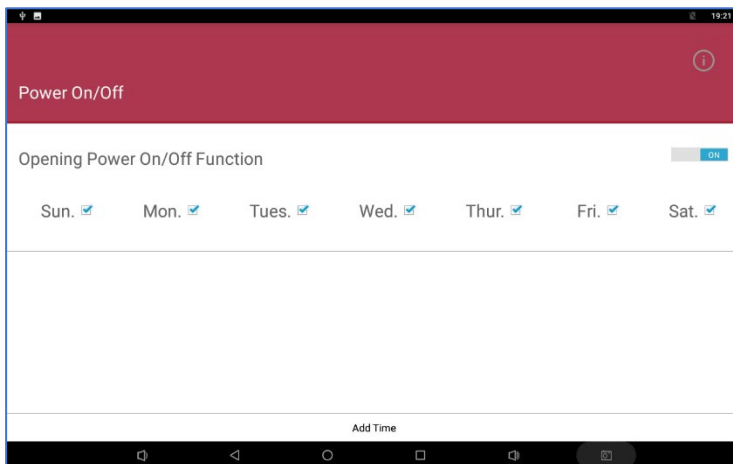 19:21
Power On/Off
Opening Power On/Off Function
ON
Sun. Mon. Tues. Wed. Thur. Fri. Sat.
Add Time